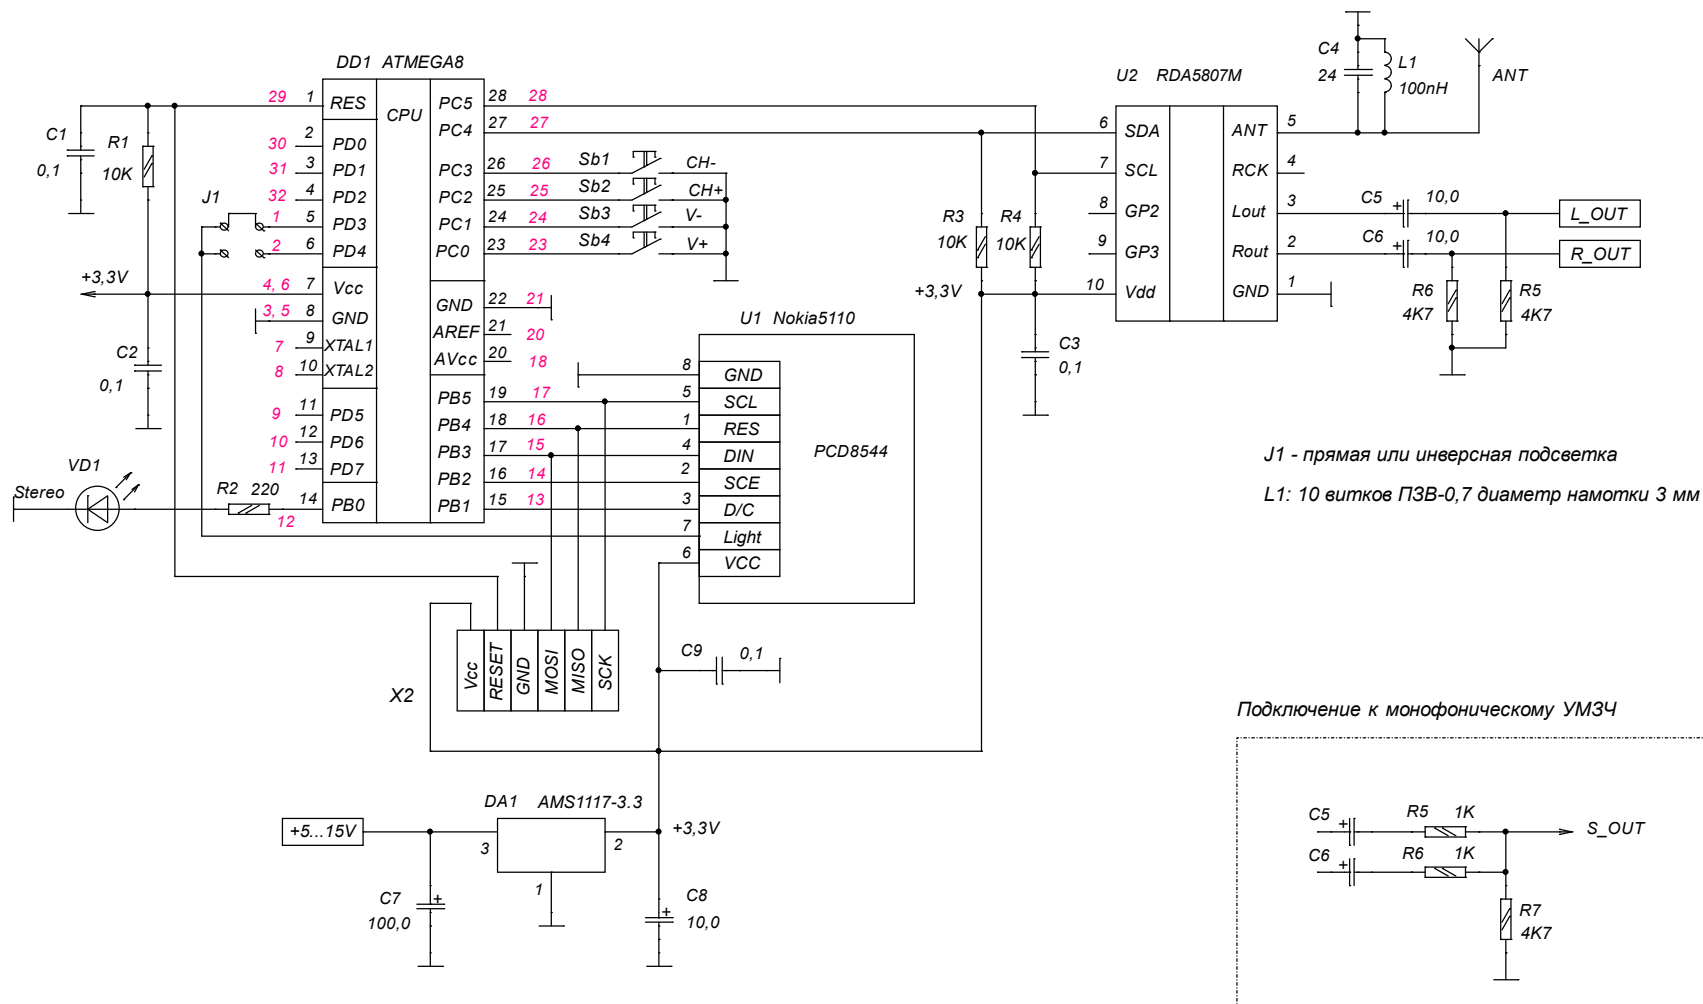 DD1 ATMEGA8
29 1 RES
CPU
PC5 28 28
PC4 27 27
C1
0,1
R1
10K
2 PD0
30
3 PD1
31
4 PD2
32
J1
1 5 PD3
2 6 PD4
PC3 26 26 Sb1 CH-
PC2 25 25 Sb2 CH+
PC1 24 24 Sb3 V-
PC0 23 23 Sb4 V+
+3,3V
4, 6 7 Vcc
3, 5 8 GND
7 9 XTAL1
8 10 XTAL2
C2
0,1
GND 22 21
AREF 21 20
AVcc 20 18
9 11 PD5
10 12 PD6
11 13 PD7
PB5 19 17
PB4 18 16
PB3 17 15
PB2 16 14
PB1 15 13
VD1
Stereo
R2 220
14 PB0
12
U1 Nokia5110
8 GND
5 SCL
1 RES
4 DIN
2 SCE
3 D/C
7 Light
6 VCC
PCD8544
U2 RDA5807M
6 SDA
7 SCL
8 GP2
9 GP3
10 Vdd
ANT 5
RCK 4
Lout 3
Rout 2
GND 1
C4
24
L1
100nH
ANT
R3
10K
R4
10K
+3,3V
C3
0,1
C5 + 10,0
L_OUT
C6 + 10,0
R_OUT
R6
4K7
R5
4K7
J1 - прямая или инверсная подсветка
L1: 10 витков ПЗВ-0,7 диаметр намотки 3 мм
X2
Vcc
RESET
GND
MOSI
MISO
SCK
C9 0,1
DA1 AMS1117-3.3
+5...15V
3
2
1
+3,3V
C7 +
100,0
C8 +
10,0
Подключение к монофоническому УМЗЧ
C5 + R5 1K
S_OUT
C6 + R6 1K
R7
4K7